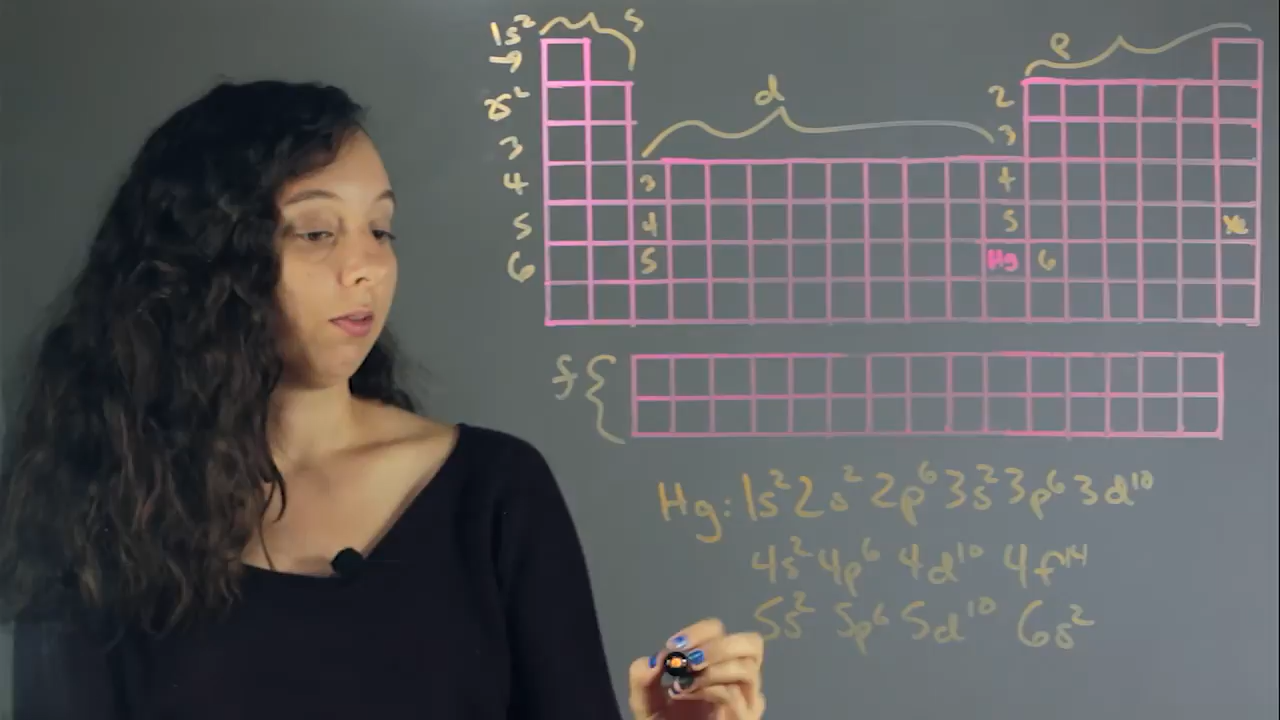 1s² s
p
2s² d 2
3 3
4 3 4
5 4 5 Xe
6 5 Hg 6
f
Hg: 1s² 2s² 2p⁶ 3s² 3p⁶ 3d¹⁰
4s² 4p⁶ 4d¹⁰ 4f¹⁴
5s² 5p⁶ 5d¹⁰ 6s²